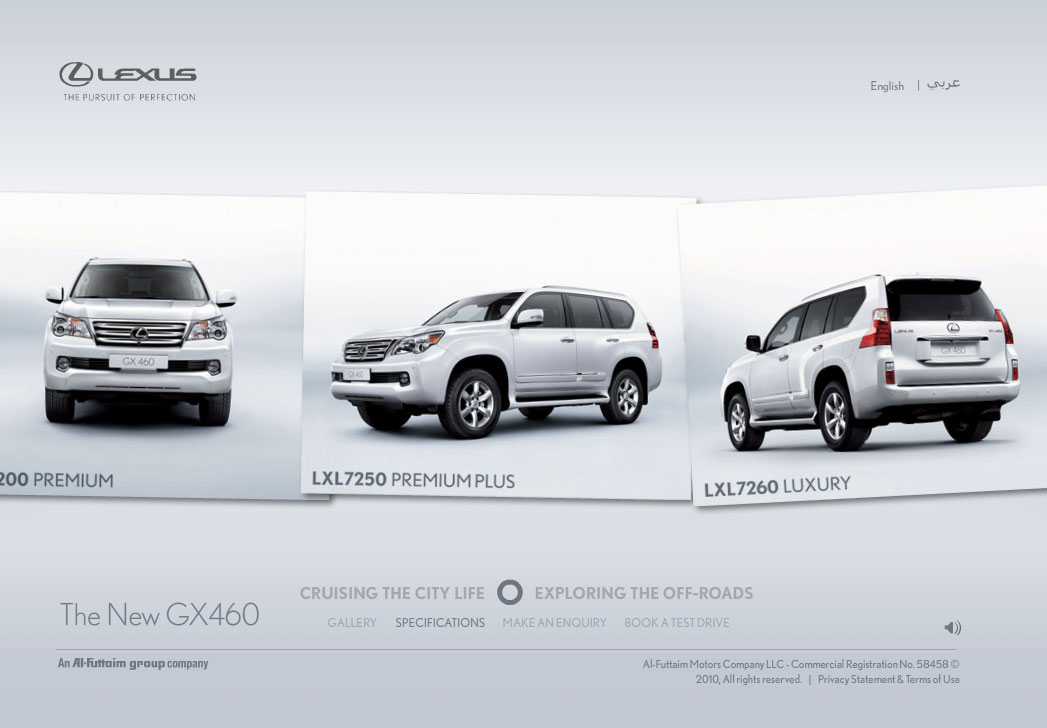 LEXUS
THE PURSUIT OF PERFECTION
English | عربي
GX 460
200 PREMIUM
GX 460
LXL7250 PREMIUM PLUS
LEXUS
GX 460
LXL7260 LUXURY
CRUISING THE CITY LIFE EXPLORING THE OFF-ROADS
The New GX460
GALLERY SPECIFICATIONS MAKE AN ENQUIRY BOOK A TEST DRIVE
An Al-Futtaim group company
Al-Futtaim Motors Company LLC - Commercial Registration No. 58458 ©
2010, All rights reserved. | Privacy Statement & Terms of Use